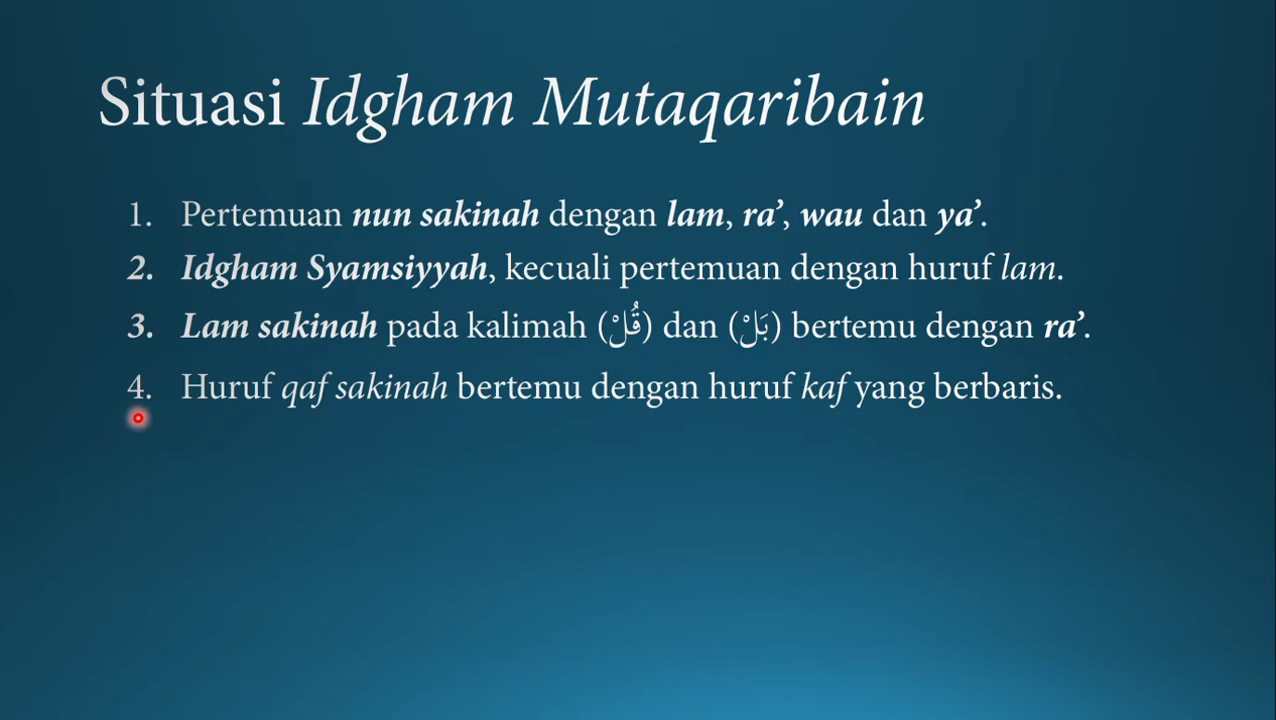 Situasi Idgham Mutaqaribain
1. Pertemuan nun sakinah dengan lam, ra’, wau dan ya’.
2. Idgham Syamsiyyah, kecuali pertemuan dengan huruf lam.
3. Lam sakinah pada kalimah (قُلْ) dan (بَلْ) bertemu dengan ra’.
4. Huruf qaf sakinah bertemu dengan huruf kaf yang berbaris.